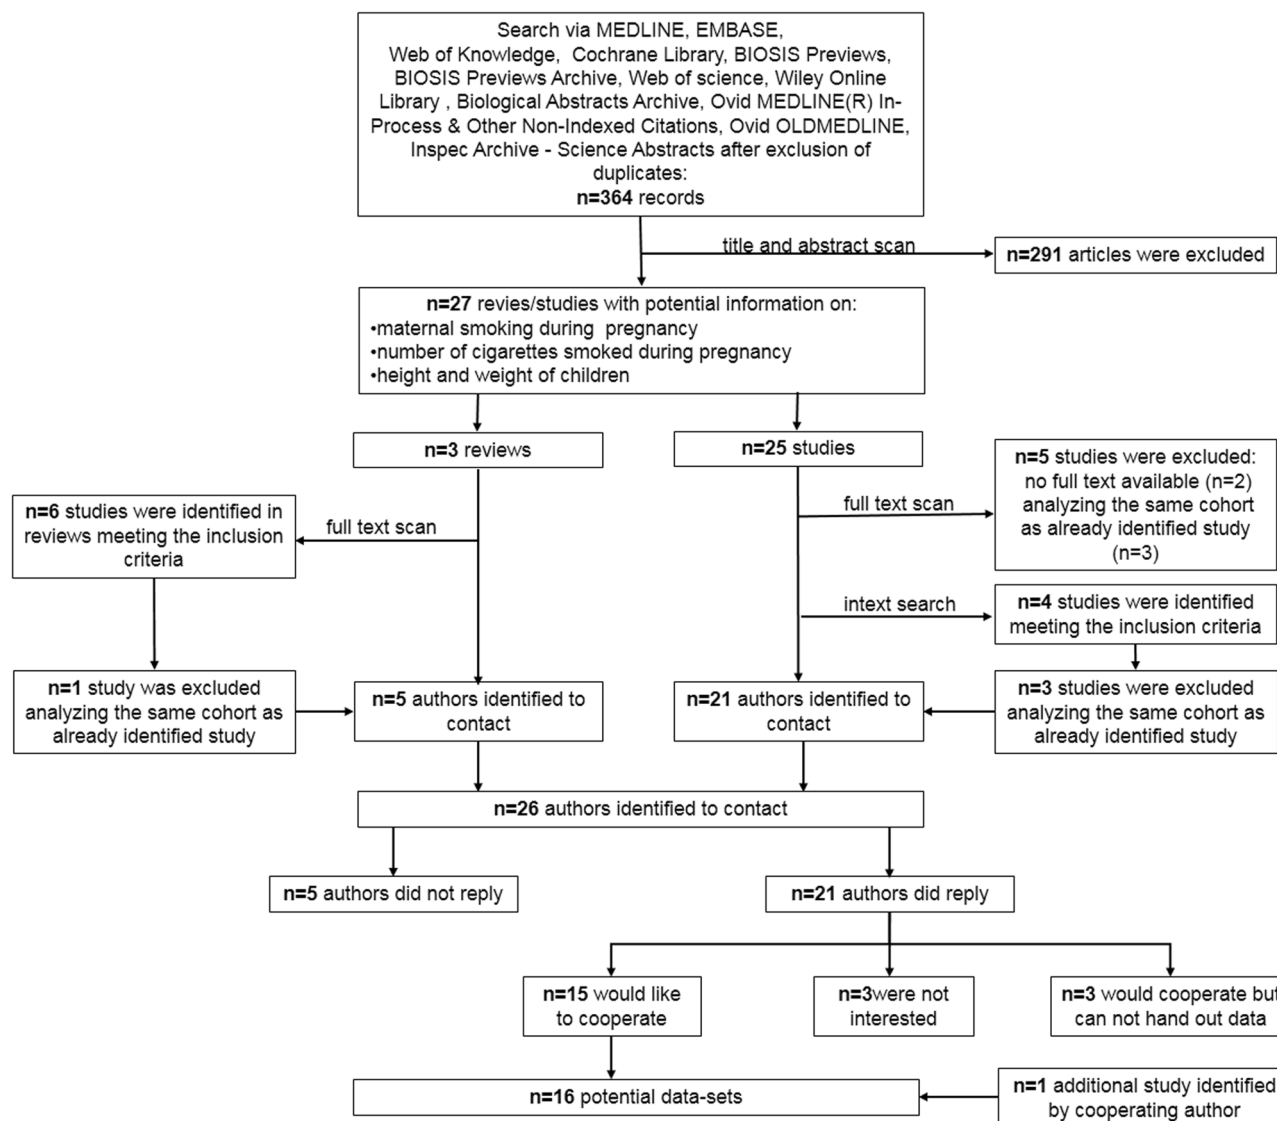 Search via MEDLINE, EMBASE,
Web of Knowledge, Cochrane Library, BIOSIS Previews,
BIOSIS Previews Archive, Web of science, Wiley Online
Library , Biological Abstracts Archive, Ovid MEDLINE(R) In-
Process & Other Non-Indexed Citations, Ovid OLDMEDLINE,
Inspec Archive - Science Abstracts after exclusion of
duplicates:
n=364 records
title and abstract scan
n=291 articles were excluded
n=27 revies/studies with potential information on:
•maternal smoking during pregnancy
•number of cigarettes smoked during pregnancy
•height and weight of children
n=3 reviews
n=25 studies
n=5 studies were excluded:
no full text available (n=2)
analyzing the same cohort
as already identified study
(n=3)
n=6 studies were identified in
reviews meeting the inclusion
criteria
full text scan
full text scan
intext search
n=4 studies were identified
meeting the inclusion criteria
n=1 study was excluded
analyzing the same cohort as
already identified study
n=5 authors identified to
contact
n=21 authors identified to
contact
n=3 studies were excluded
analyzing the same cohort as
already identified study
n=26 authors identified to contact
n=5 authors did not reply
n=21 authors did reply
n=15 would like
to cooperate
n=3were not
interested
n=3 would cooperate but
can not hand out data
n=16 potential data-sets
n=1 additional study identified
by cooperating author